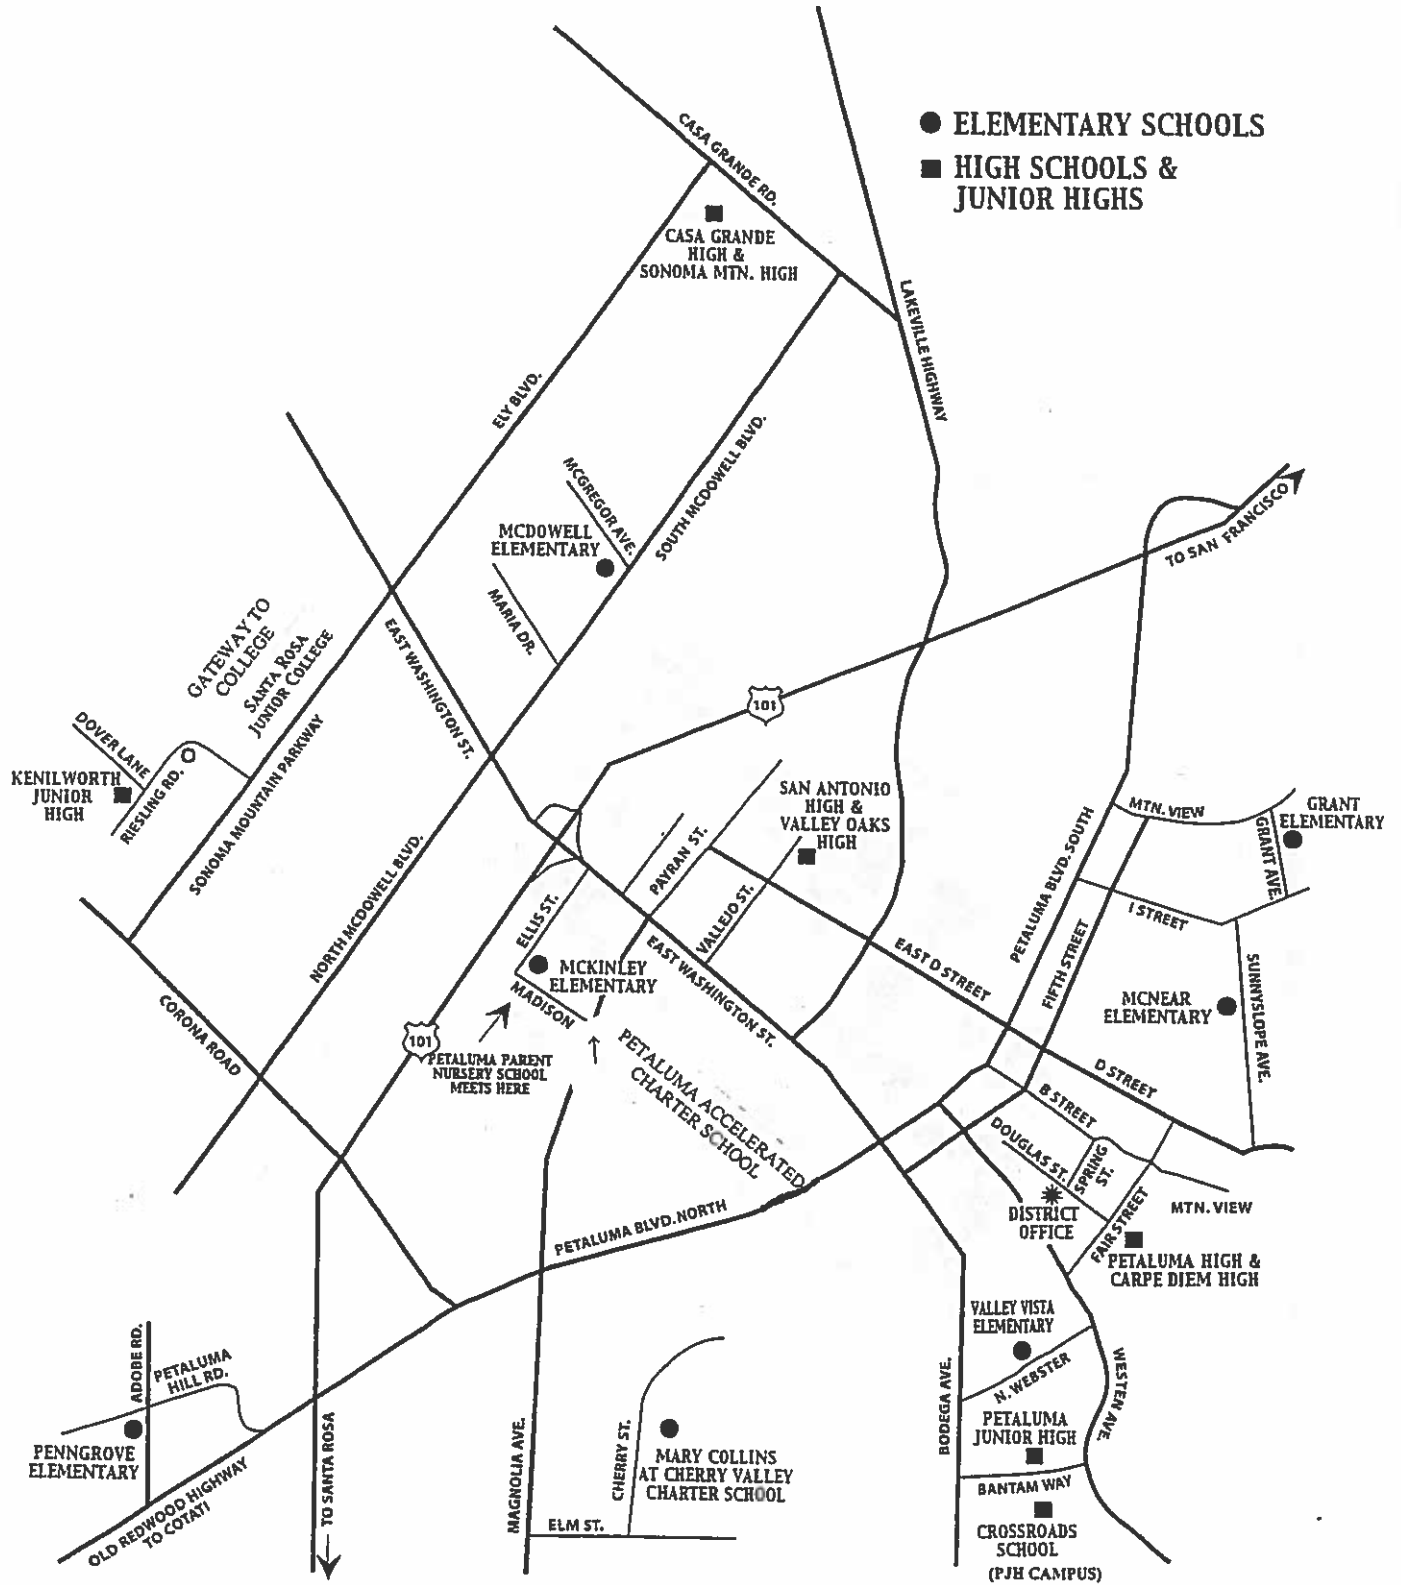 ELEMENTARY SCHOOLS
HIGH SCHOOLS &
JUNIOR HIGHS
CASA GRANDE RD.
CASA GRANDE
HIGH &
SONOMA MTN. HIGH
LAKEVILLE HIGHWAY
ELY BLVD.
SOUTH MCDOWELL BLVD.
MCGREGOR AVE.
MCDOWELL
ELEMENTARY
MARIA DR.
TO SAN FRANCISCO
GATEWAY TO
COLLEGE
SANTA ROSA
JUNIOR COLLEGE
EAST WASHINGTON ST.
101
DOVER LANE
KENILWORTH
JUNIOR
HIGH
RIESLING RD.
SONOMA MOUNTAIN PARKWAY
NORTH MCDOWELL BLVD.
SAN ANTONIO
HIGH &
VALLEY OAKS
HIGH
PAYRAN ST.
VALLEJO ST.
MTN. VIEW
GRANT
ELEMENTARY
GRANT AVE.
PETALUMA BLVD. SOUTH
I STREET
FIFTH STREET
ELLIS ST.
MCKINLEY
ELEMENTARY
MADISON
EAST WASHINGTON ST.
EAST D STREET
MCNEAR
ELEMENTARY
SUNNYSLOPE AVE.
CORONA ROAD
101
PETALUMA PARENT
NURSERY SCHOOL
MEETS HERE
PETALUMA ACCELERATED
CHARTER SCHOOL
D STREET
B STREET
DOUGLAS ST.
SPRING
ST.
DISTRICT
OFFICE
FAIR STREET
MTN. VIEW
PETALUMA HIGH &
CARPE DIEM HIGH
PETALUMA BLVD. NORTH
VALLEY VISTA
ELEMENTARY
N. WEBSTER
WESTEN AVE.
BODEGA AVE.
PETALUMA
JUNIOR HIGH
BANTAM WAY
CROSSROADS
SCHOOL
(PJH CAMPUS)
ADOBE RD.
PETALUMA
HILL RD.
PENNGROVE
ELEMENTARY
OLD REDWOOD HIGHWAY
TO COTATI
TO SANTA ROSA
MAGNOLIA AVE.
CHERRY ST.
MARY COLLINS
AT CHERRY VALLEY
CHARTER SCHOOL
ELM ST.